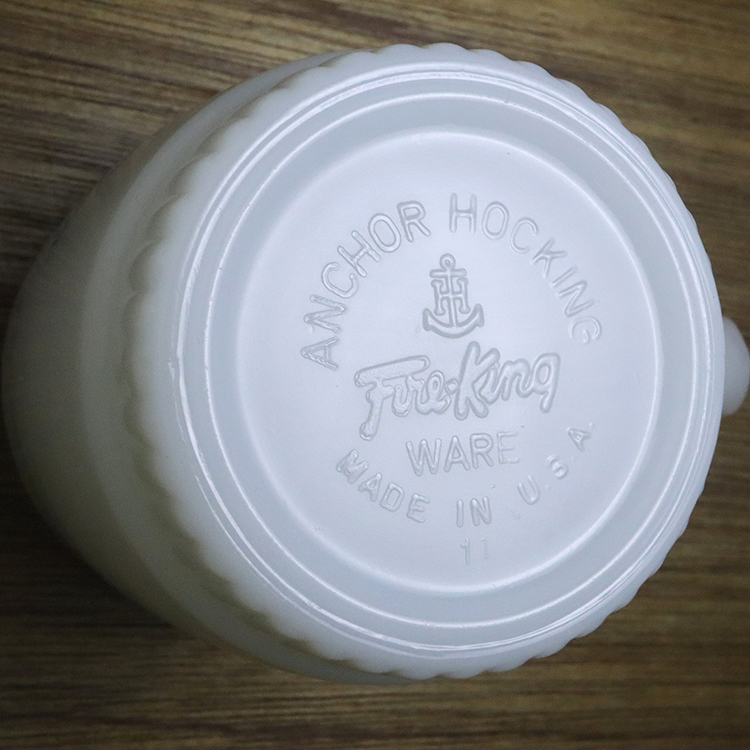 ANCHOR HOCKING
H
Fire-King
WARE
MADE IN U.S.A.
11